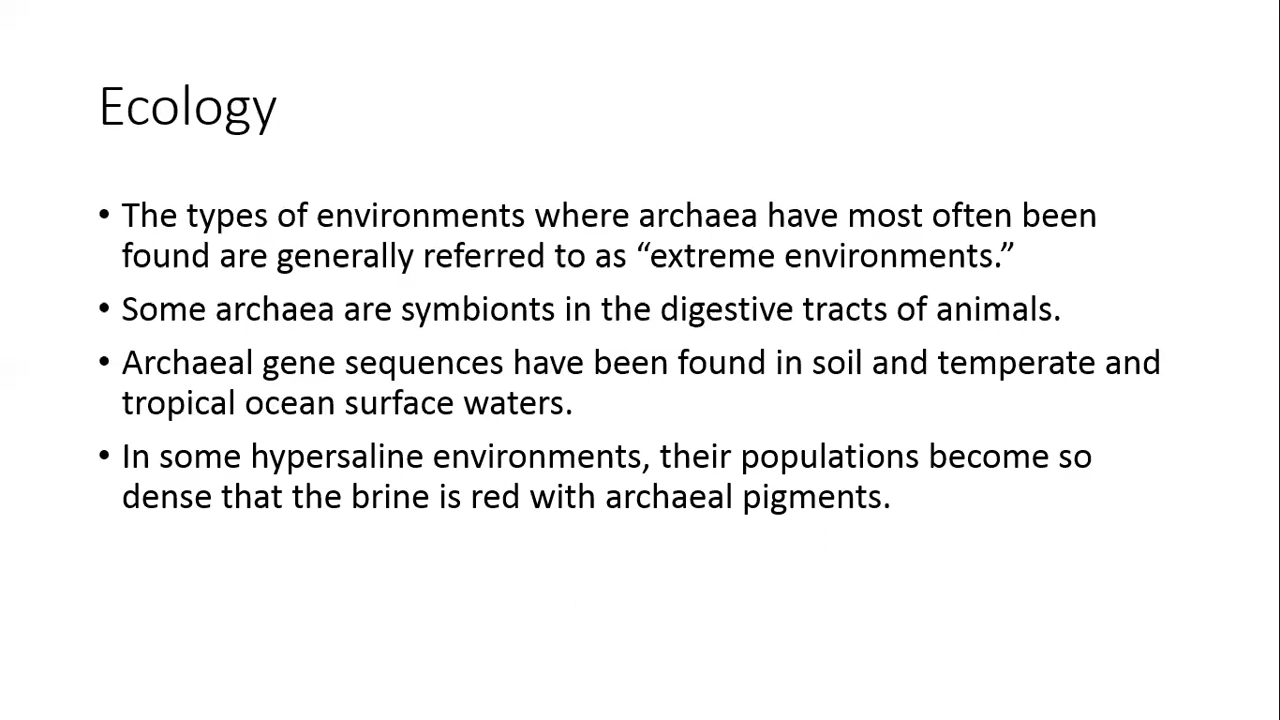 Ecology
• The types of environments where archaea have most often been
found are generally referred to as “extreme environments.”
• Some archaea are symbionts in the digestive tracts of animals.
• Archaeal gene sequences have been found in soil and temperate and
tropical ocean surface waters.
• In some hypersaline environments, their populations become so
dense that the brine is red with archaeal pigments.